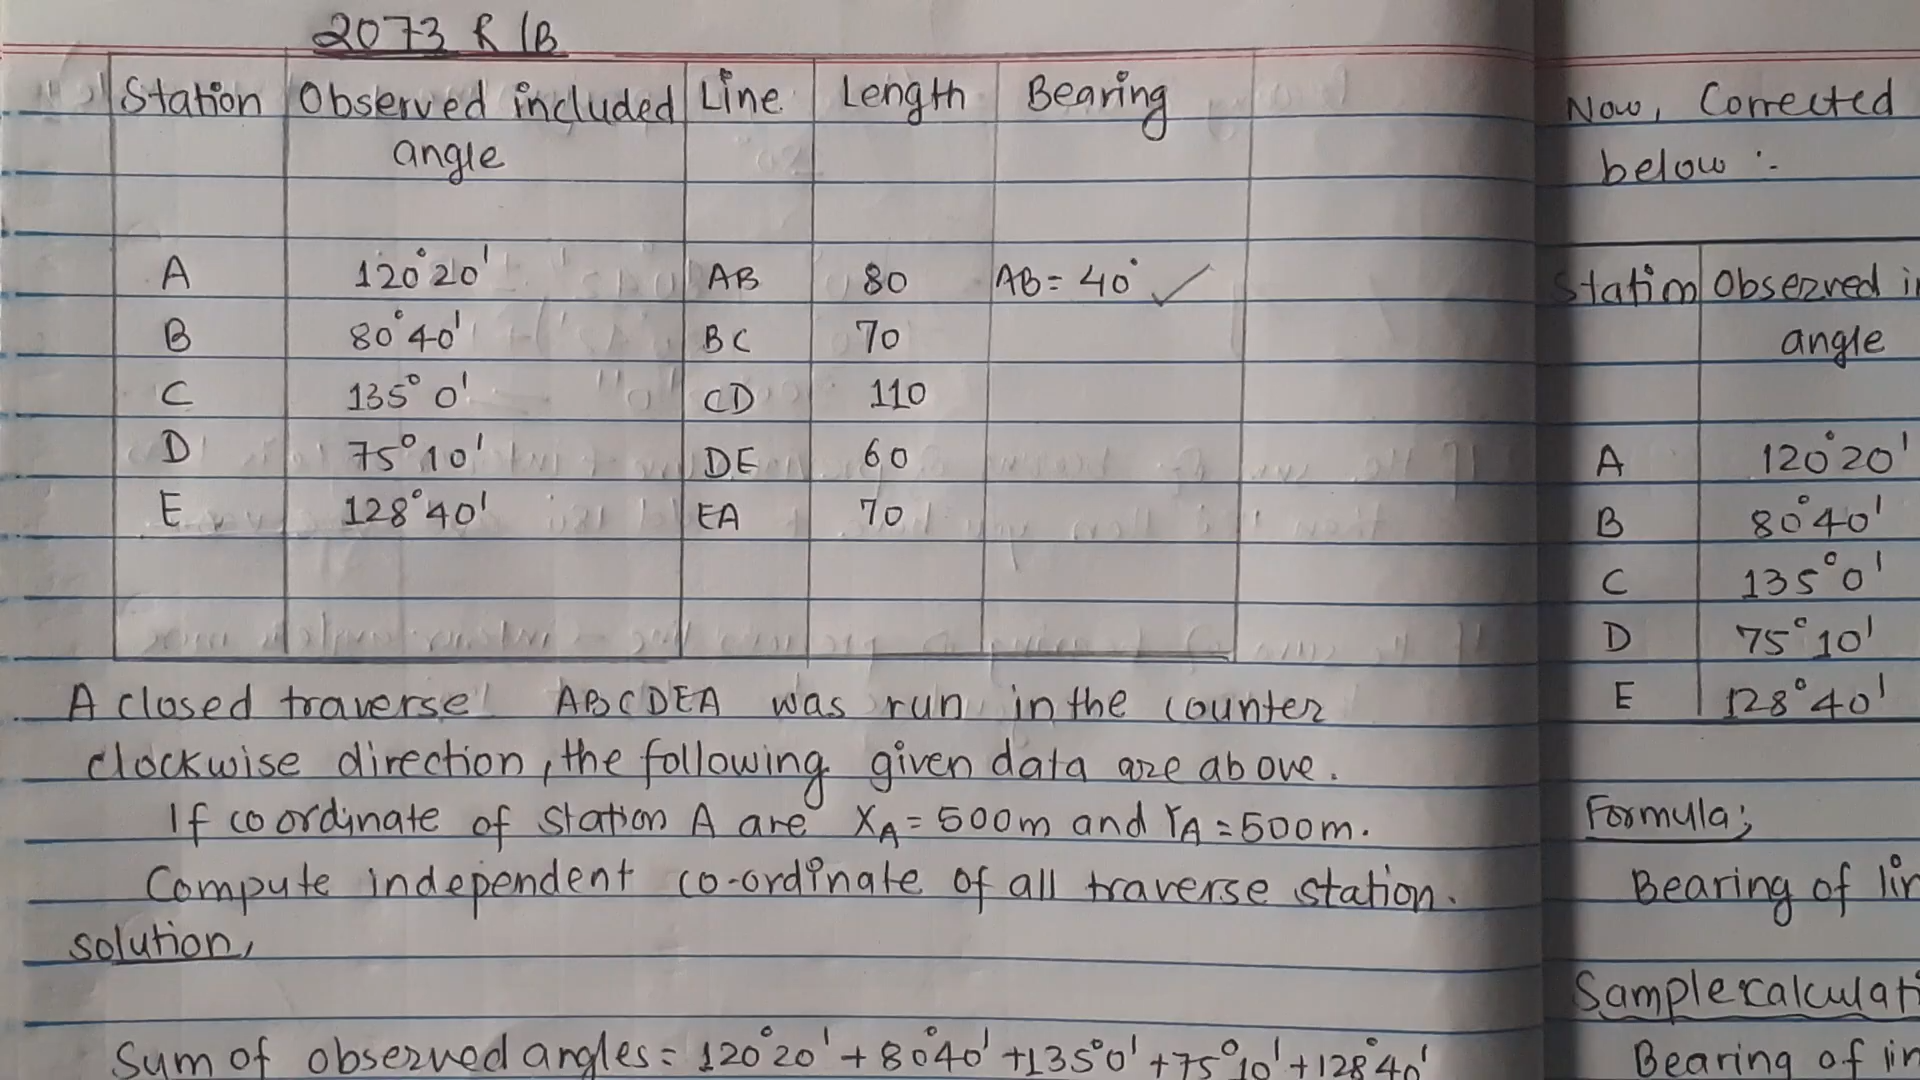 2073 R/B
Station Observed included angle Line Length Bearing
A 120°20' AB 80 AB = 40° ✓
B 80°40' BC 70
C 135°0' CD 110
D 75°10' DE 60
E 128°40' EA 70
A closed traverse ABCDEA was run in the counter
clockwise direction, the following given data are above.
If coordinate of station A are XA = 500m and YA = 500m.
Compute independent co-ordinate of all traverse station.
solution,
Sum of observed angles = 120°20' + 80°40' + 135°0' + 75°10' + 128°40'
Now, Corrected
below :-
Station Observed
angle
A 120°20'
B 80°40'
C 135°0'
D 75°10'
E 128°40'
Formula;
Bearing of
Sample
Bearing of